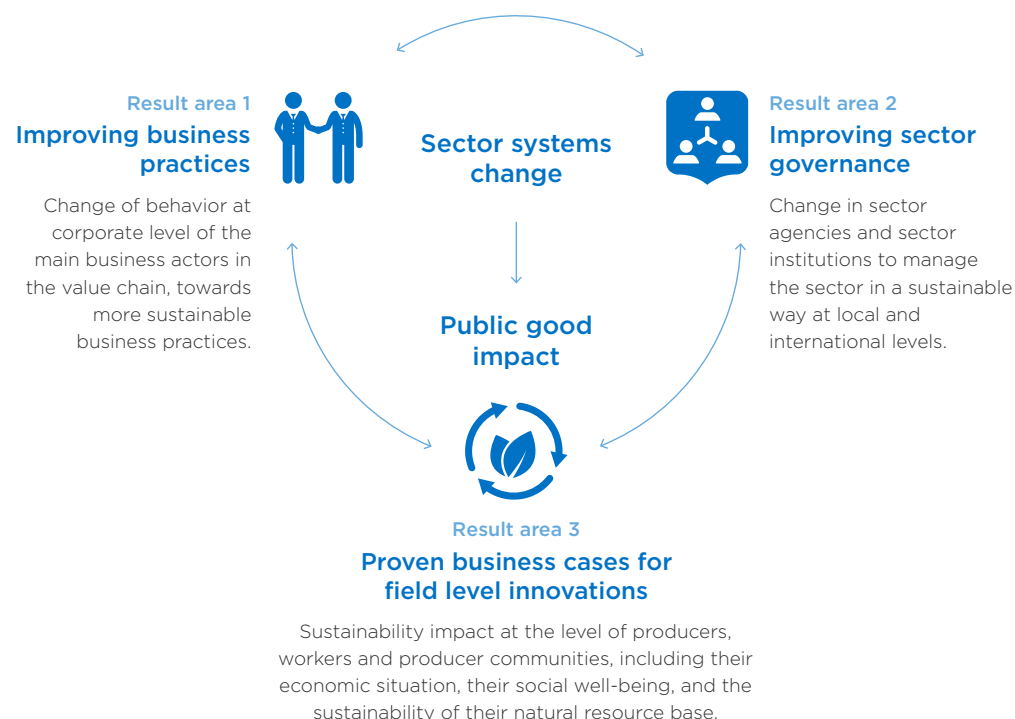 Result area 1
Improving business
practices
Change of behavior at
corporate level of the
main business actors in
the value chain, towards
more sustainable
business practices.
Sector systems
change
Public good
impact
Result area 2
Improving sector
governance
Change in sector
agencies and sector
institutions to manage
the sector in a sustainable
way at local and
international levels.
Result area 3
Proven business cases for
field level innovations
Sustainability impact at the level of producers,
workers and producer communities, including their
economic situation, their social well-being, and the
sustainability of their natural resource base.